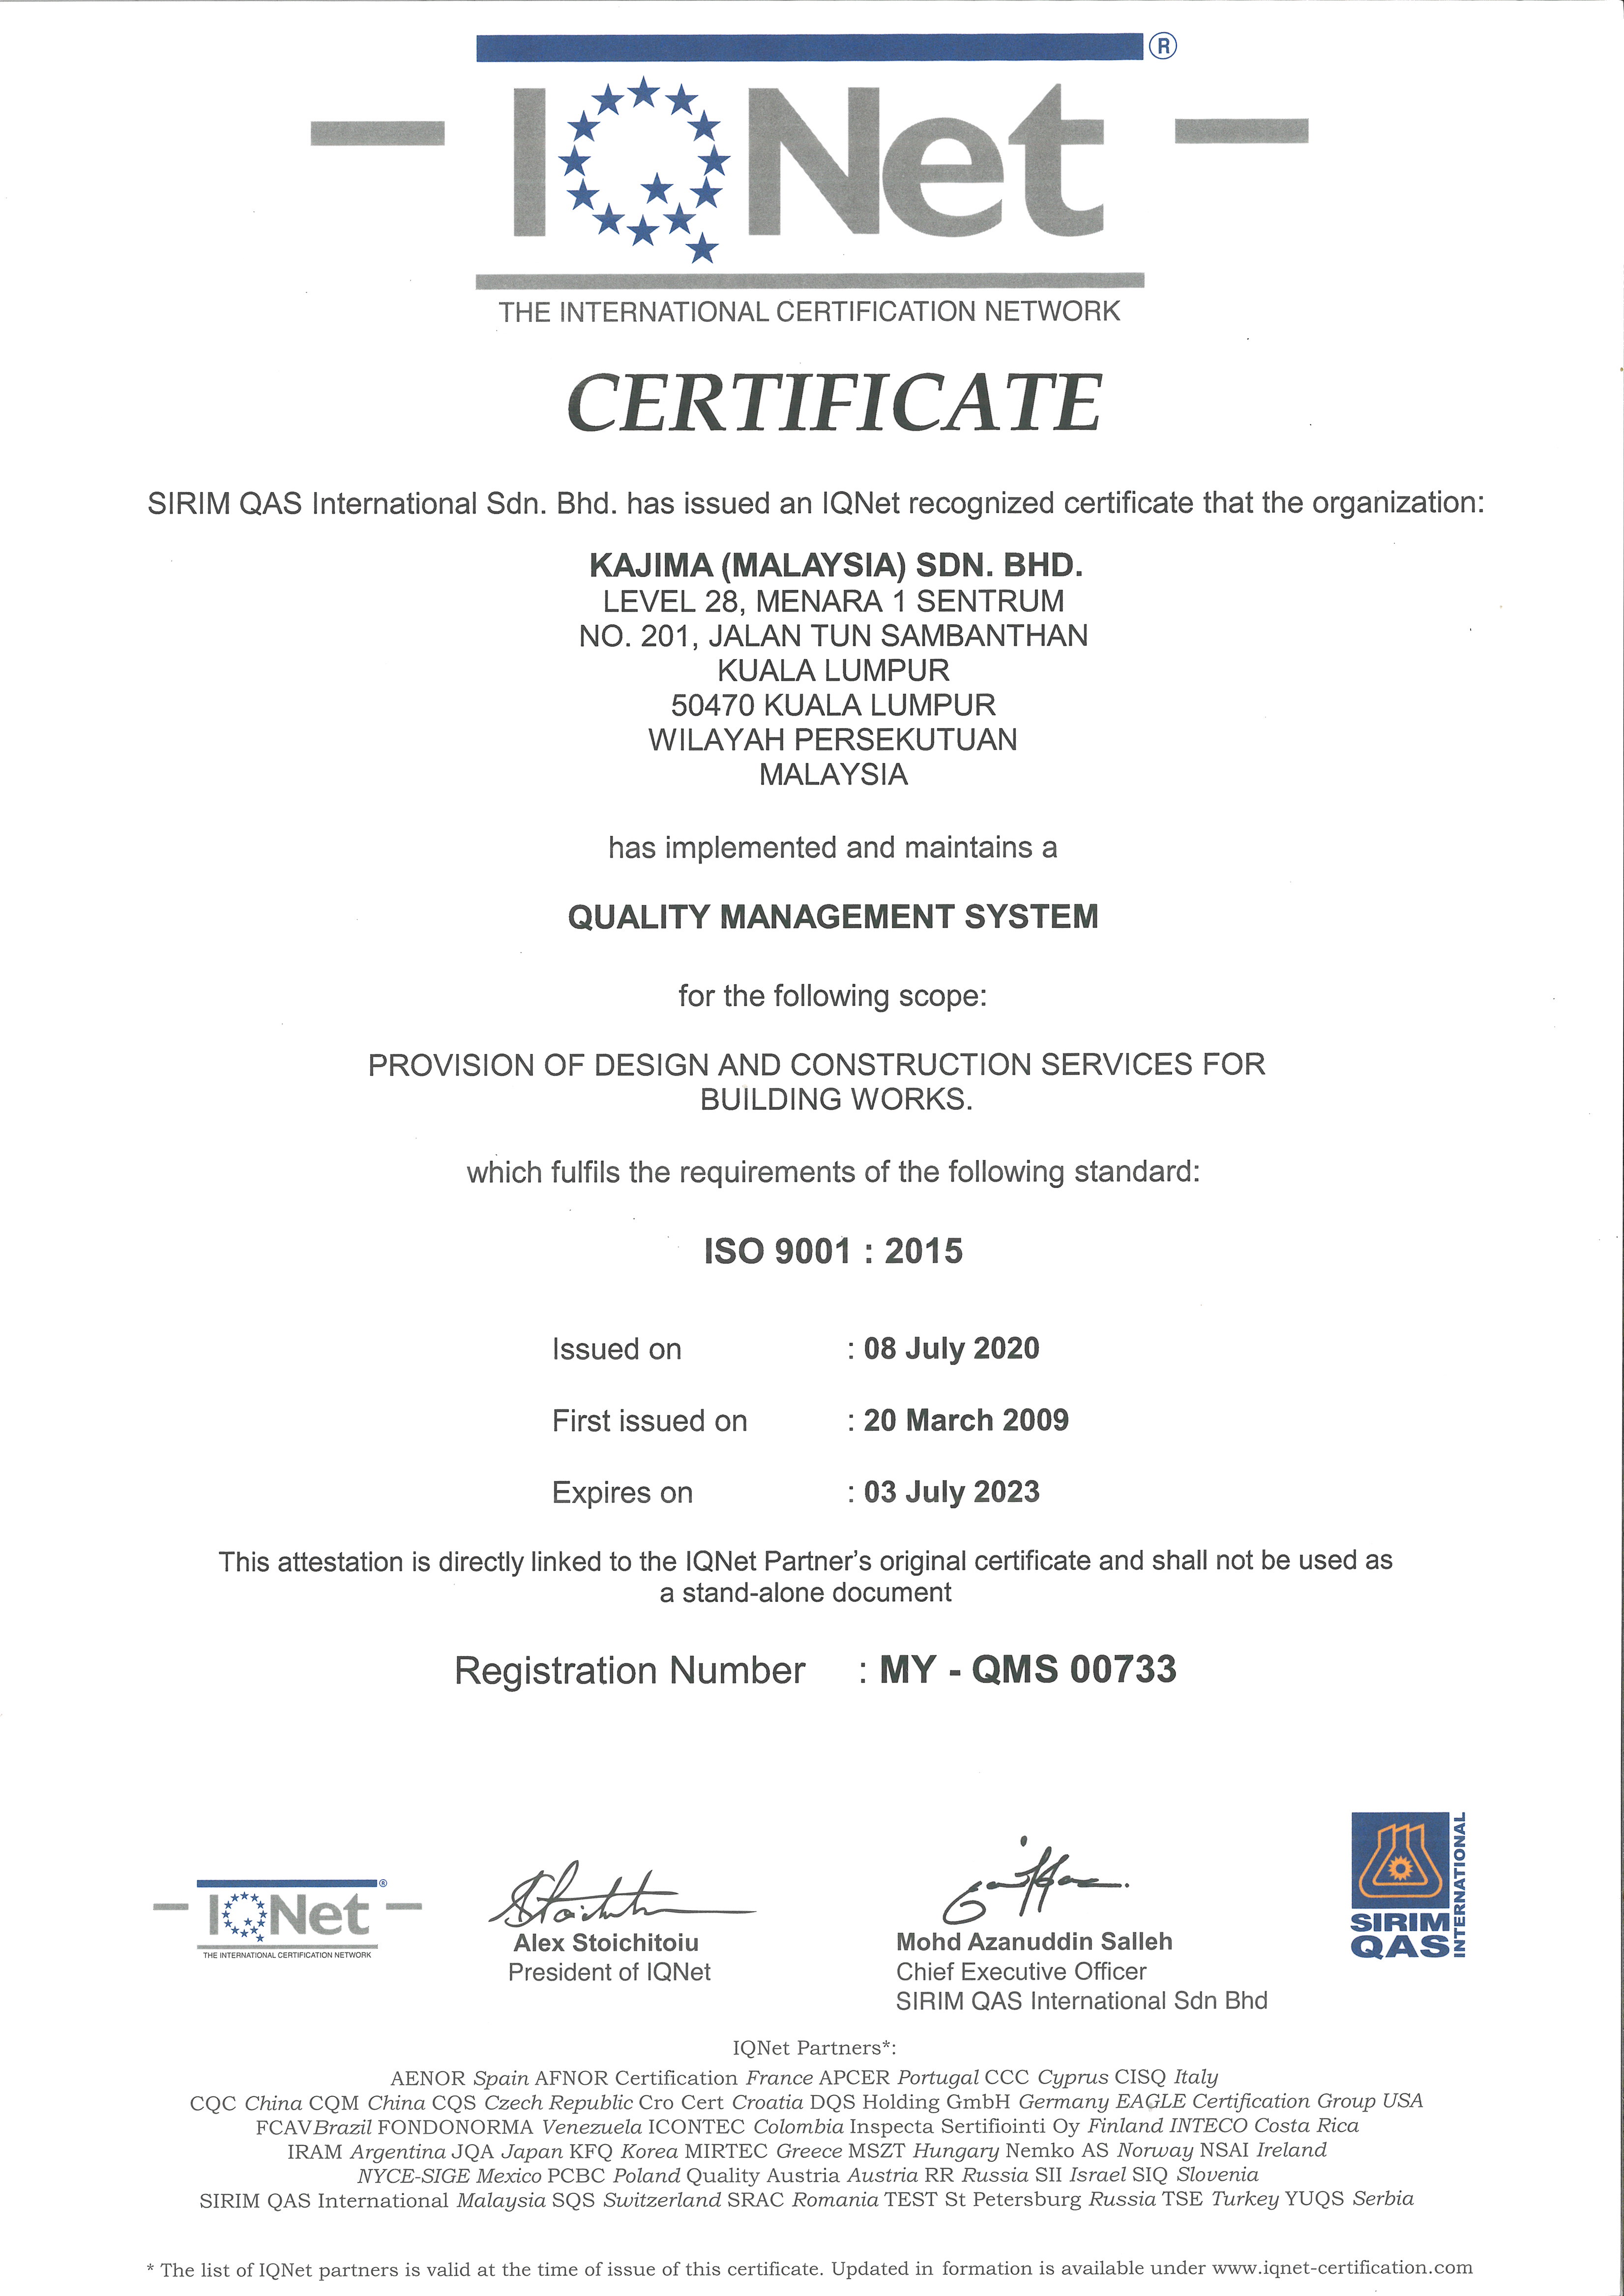 IQNet ®
THE INTERNATIONAL CERTIFICATION NETWORK
CERTIFICATE
SIRIM QAS International Sdn. Bhd. has issued an IQNet recognized certificate that the organization:
KAJIMA (MALAYSIA) SDN. BHD.
LEVEL 28, MENARA 1 SENTRUM
NO. 201, JALAN TUN SAMBANTHAN
KUALA LUMPUR
50470 KUALA LUMPUR
WILAYAH PERSEKUTUAN
MALAYSIA
has implemented and maintains a
QUALITY MANAGEMENT SYSTEM
for the following scope:
PROVISION OF DESIGN AND CONSTRUCTION SERVICES FOR
BUILDING WORKS.
which fulfils the requirements of the following standard:
ISO 9001 : 2015
Issued on : 08 July 2020
First issued on : 20 March 2009
Expires on : 03 July 2023
This attestation is directly linked to the IQNet Partner's original certificate and shall not be used as
a stand-alone document
Registration Number : MY - QMS 00733
IQNet ®
THE INTERNATIONAL CERTIFICATION NETWORK
Alex Stoichitoiu
President of IQNet
Mohd Azanuddin Salleh
Chief Executive Officer
SIRIM QAS International Sdn Bhd
SIRIM
QAS
INTERNATIONAL
IQNet Partners*:
AENOR Spain AFNOR Certification France APCER Portugal CCC Cyprus CISQ Italy
CQC China CQM China CQS Czech Republic Cro Cert Croatia DQS Holding GmbH Germany EAGLE Certification Group USA
FCAV Brazil FONDONORMA Venezuela ICONTEC Colombia Inspecta Sertifiointi Oy Finland INTECO Costa Rica
IRAM Argentina JQA Japan KFQ Korea MIRTEC Greece MSZT Hungary Nemko AS Norway NSAI Ireland
NYCE-SIGE Mexico PCBC Poland Quality Austria Austria RR Russia SII Israel SIQ Slovenia
SIRIM QAS International Malaysia SQS Switzerland SRAC Romania TEST St Petersburg Russia TSE Turkey YUQS Serbia
* The list of IQNet partners is valid at the time of issue of this certificate. Updated in formation is available under www.iqnet-certification.com